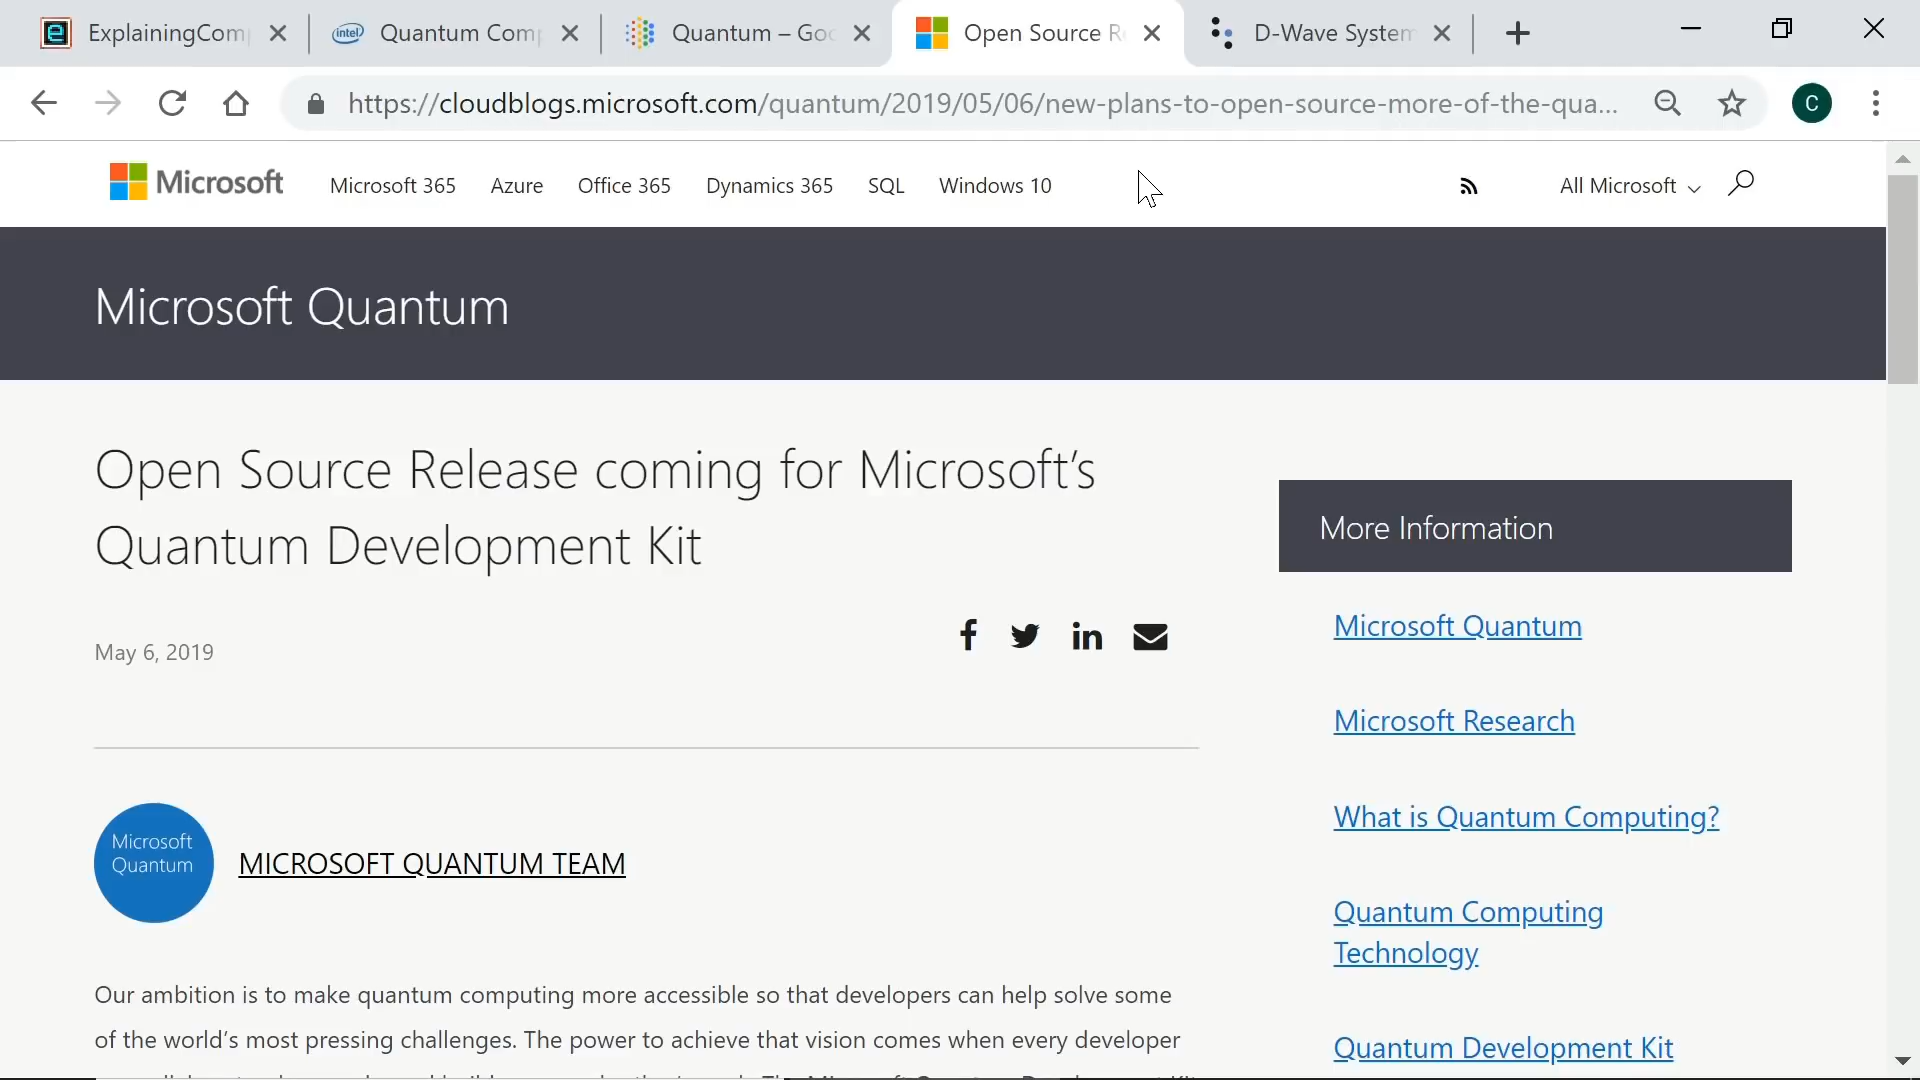 ExplainingCom
intel Quantum Com
Quantum – Goo
Open Source R
D-Wave System
https://cloudblogs.microsoft.com/quantum/2019/05/06/new-plans-to-open-source-more-of-the-qua...
C
Microsoft
Microsoft 365
Azure
Office 365
Dynamics 365
SQL
Windows 10
All Microsoft
Microsoft Quantum
Open Source Release coming for Microsoft's
Quantum Development Kit
May 6, 2019
Microsoft
Quantum
MICROSOFT QUANTUM TEAM
Our ambition is to make quantum computing more accessible so that developers can help solve some
of the world's most pressing challenges. The power to achieve that vision comes when every developer
More Information
Microsoft Quantum
Microsoft Research
What is Quantum Computing?
Quantum Computing
Technology
Quantum Development Kit